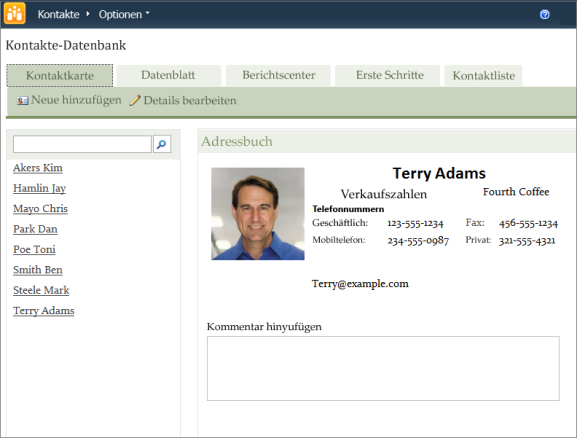 Kontakte Optionen
Kontakte-Datenbank
Kontaktkarte Datenblatt Berichtscenter Erste Schritte Kontaktliste
Neue hinzufügen Details bearbeiten
Adressbuch
Akers Kim
Hamlin Jay
Mayo Chris
Park Dan
Poe Toni
Smith Ben
Steele Mark
Terry Adams
Terry Adams
Verkaufszahlen Fourth Coffee
Telefonnummern
Geschäftlich: 123-555-1234 Fax: 456-555-1234
Mobiltelefon: 234-555-0987 Privat: 321-555-4321
Terry@example.com
Kommentar hinyufügen